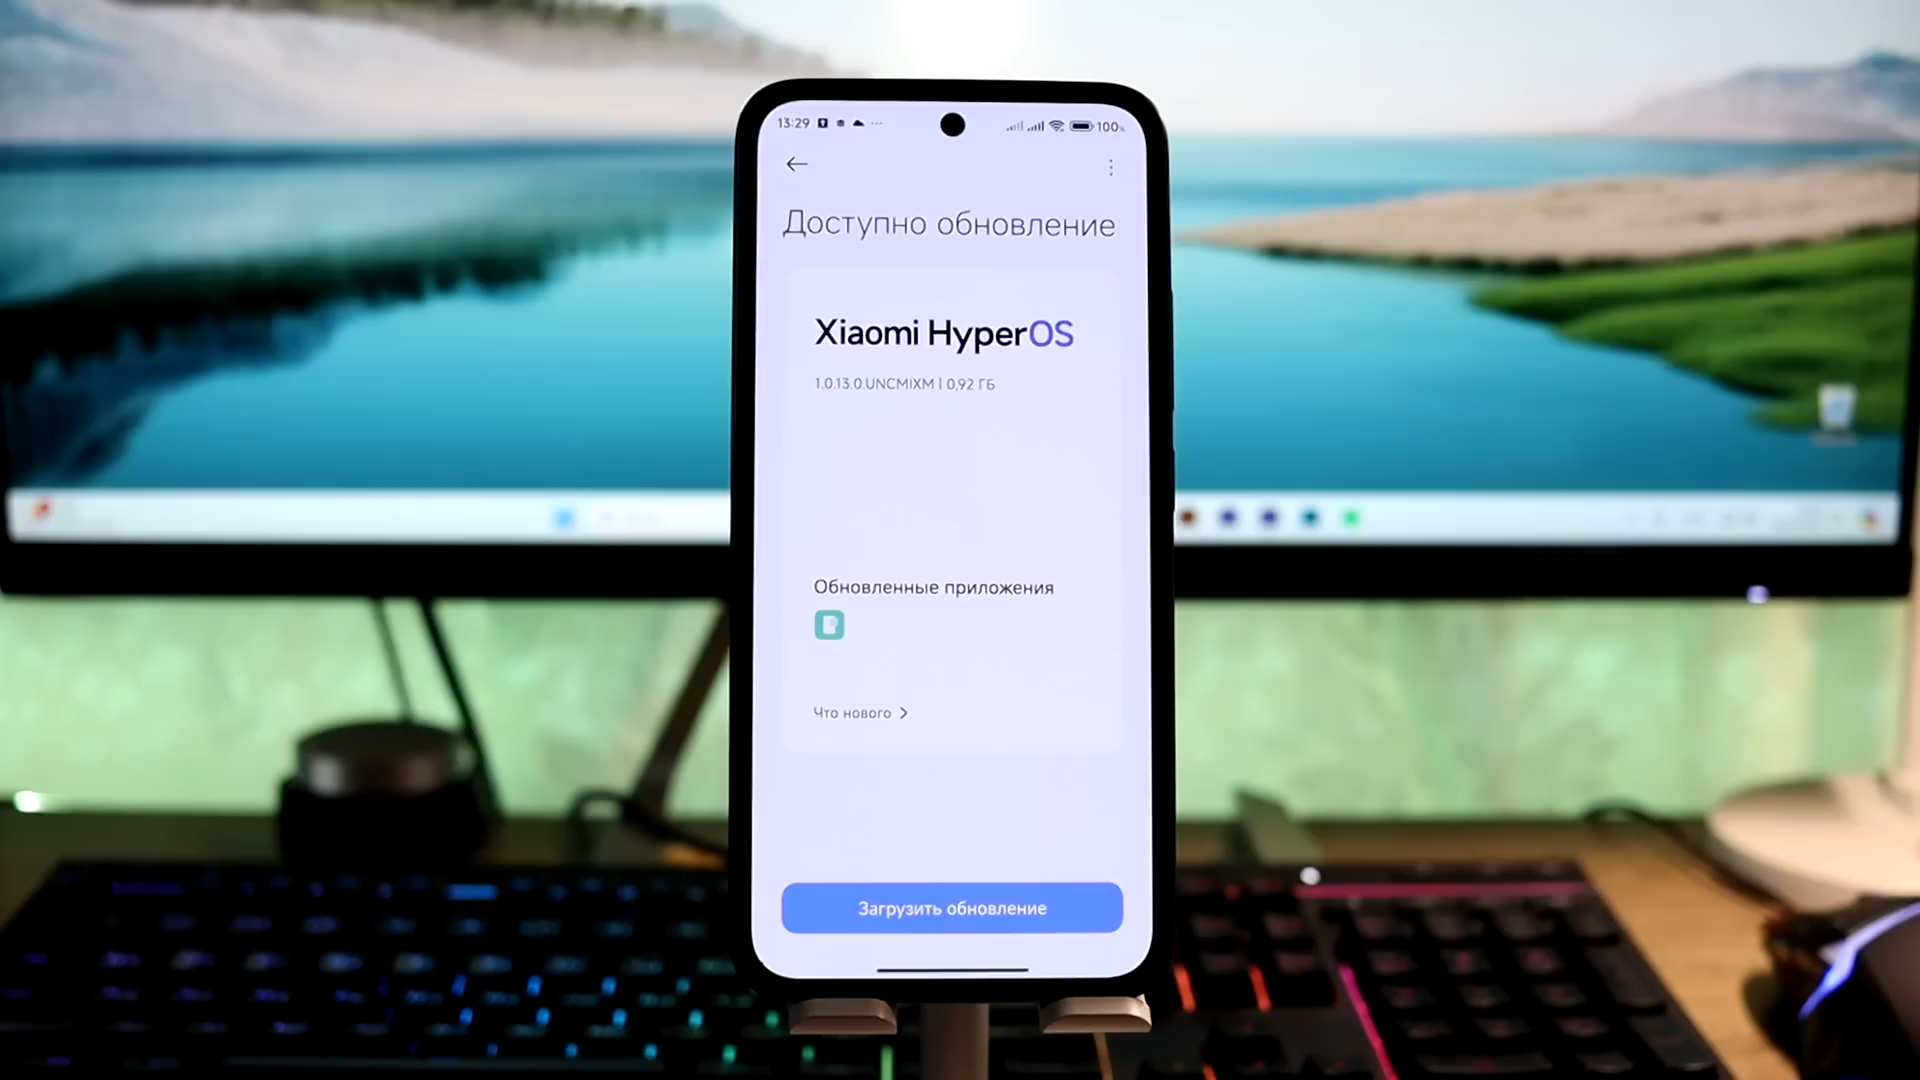 13:29
100%
Доступно обновление
Xiaomi HyperOS
1.0.13.0.UNCMIXM | 0,92 ГБ
Обновленные приложения
Что нового
Загрузить обновление